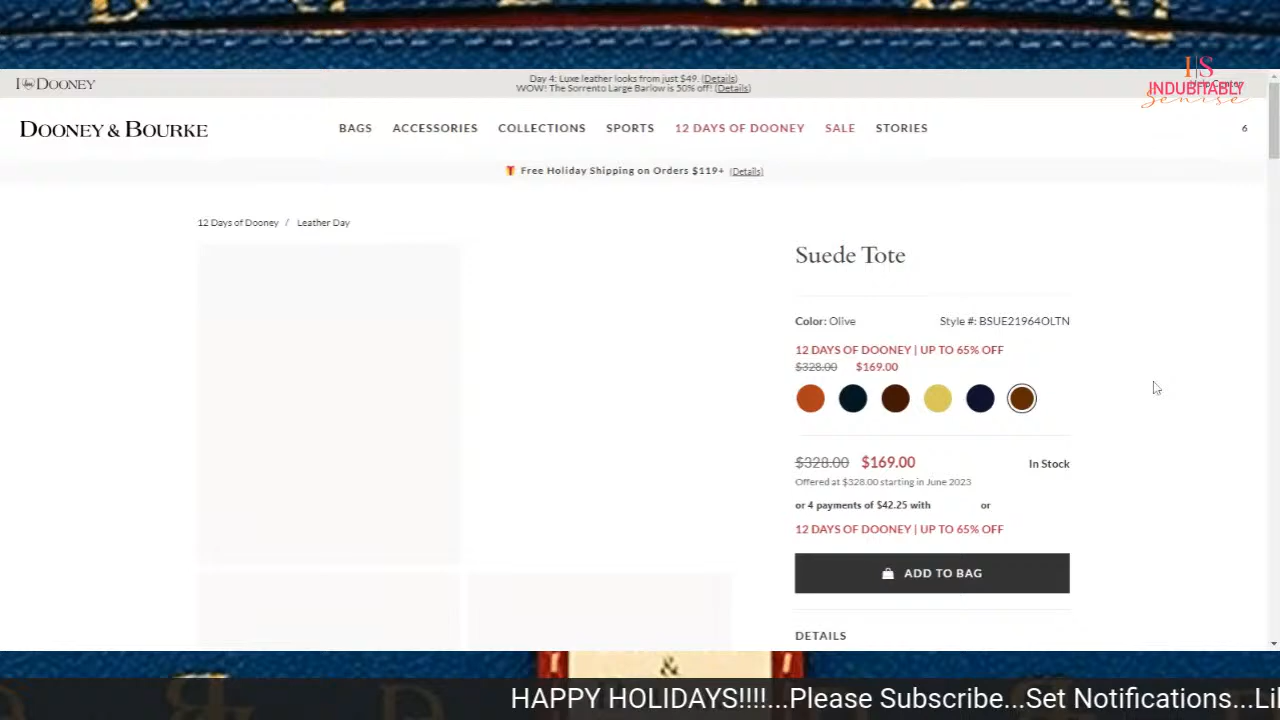 I DOONEY
Day 4: Luxe leather looks from just $49. (Details)
WOW! The Sorrento Large Barlow is 50% off! (Details)
Help Center
IS
INDUBITABLY
Senise
DOONEY & BOURKE
BAGS
ACCESSORIES
COLLECTIONS
SPORTS
12 DAYS OF DOONEY
SALE
STORIES
6
Free Holiday Shipping on Orders $119+ (Details)
12 Days of Dooney / Leather Day
Suede Tote
Color: Olive
Style #: BSUE21964OLTN
12 DAYS OF DOONEY | UP TO 65% OFF
$328.00 $169.00
$328.00 $169.00
In Stock
Offered at $328.00 starting in June 2023
or 4 payments of $42.25 with or
12 DAYS OF DOONEY | UP TO 65% OFF
ADD TO BAG
DETAILS
&
HAPPY HOLIDAYS!!!!...Please Subscribe...Set Notifications...Li